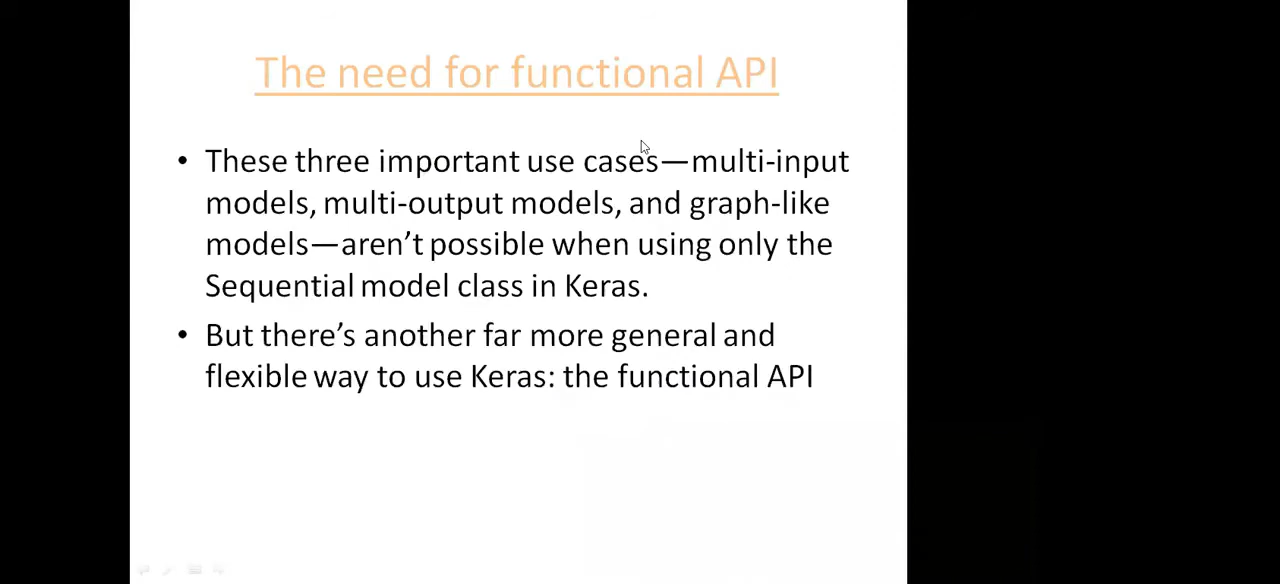 The need for functional API
• These three important use cases—multi-input
models, multi-output models, and graph-like
models—aren’t possible when using only the
Sequential model class in Keras.
• But there’s another far more general and
flexible way to use Keras: the functional API